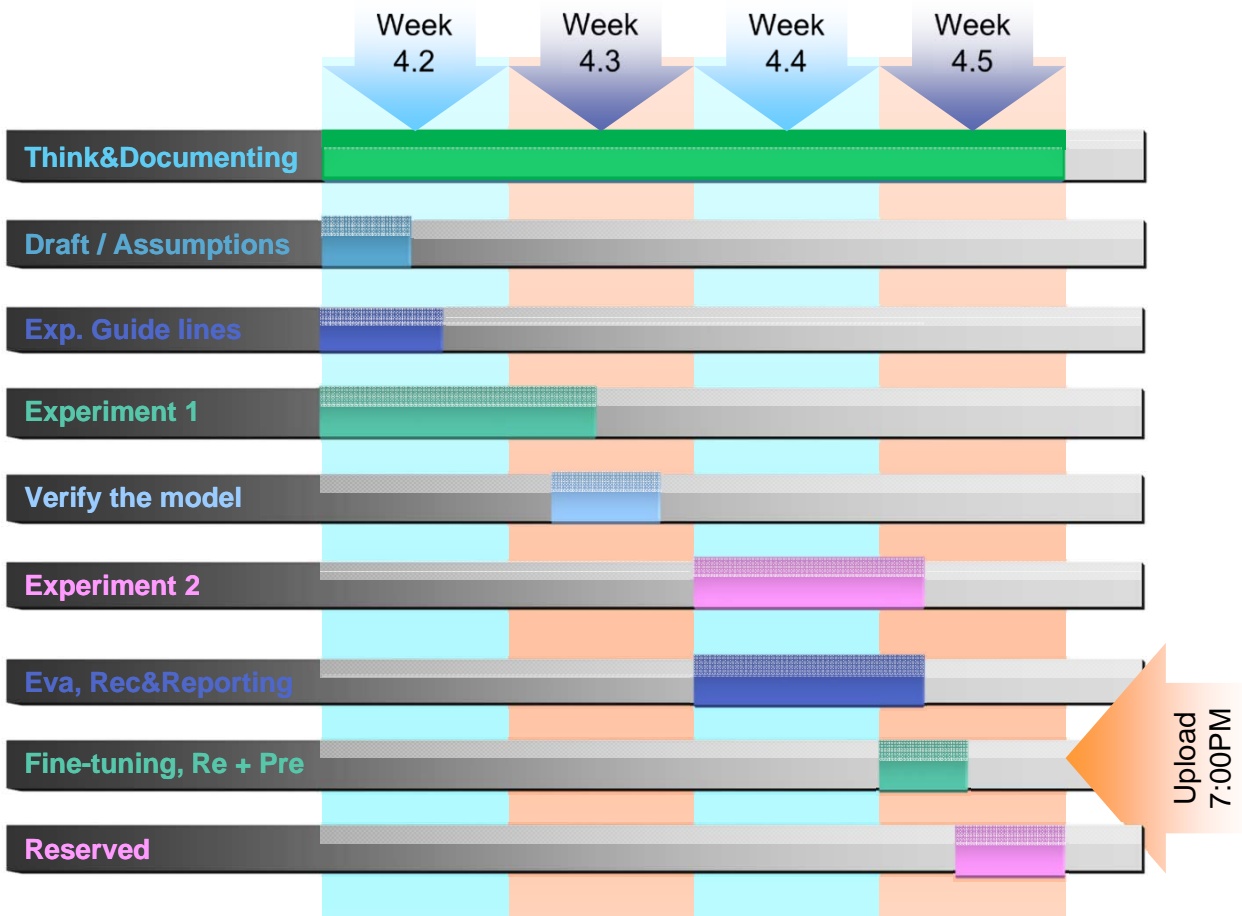 Week
4.2
Week
4.3
Week
4.4
Week
4.5
Think&Documenting
Draft / Assumptions
Exp. Guide lines
Experiment 1
Verify the model
Experiment 2
Eva, Rec&Reporting
Fine-tuning, Re + Pre
Reserved
Upload
7:00PM